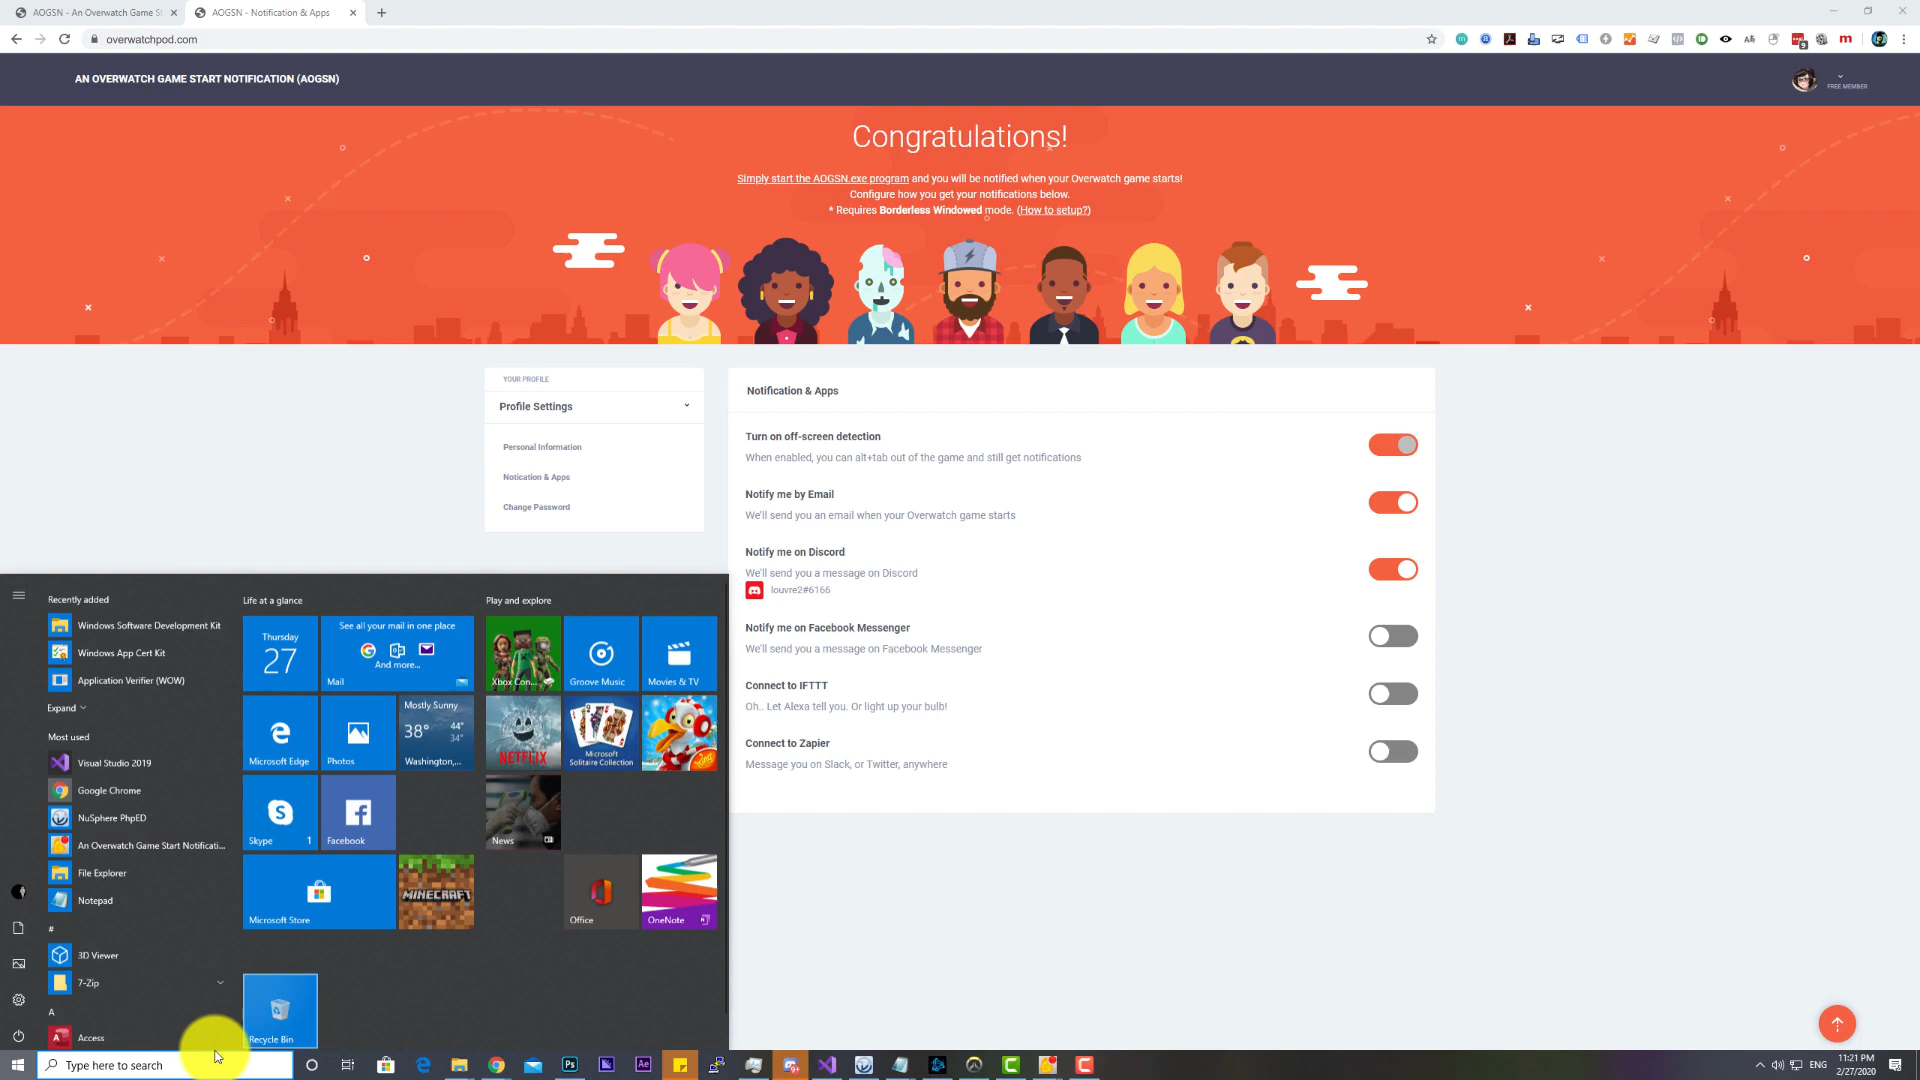 AOGSN - An Overwatch Game St
AOGSN - Notification & Apps
overwatchpod.com
AN OVERWATCH GAME START NOTIFICATION (AOGSN)
FREE MEMBER
Congratulations!
Simply start the AOGSN.exe program and you will be notified when your Overwatch game starts!
Configure how you get your notifications below.
* Requires Borderless Windowed mode. (How to setup?)
YOUR PROFILE
Profile Settings
Personal Information
Notication & Apps
Change Password
Notification & Apps
Turn on off-screen detection
When enabled, you can alt+tab out of the game and still get notifications
Notify me by Email
We'll send you an email when your Overwatch game starts
Notify me on Discord
We'll send you a message on Discord
louvre2#6166
Notify me on Facebook Messenger
We'll send you a message on Facebook Messenger
Connect to IFTTT
Oh.. Let Alexa tell you. Or light up your bulb!
Connect to Zapier
Message you on Slack, or Twitter, anywhere
Recently added
Windows Software Development Kit
Windows App Cert Kit
Application Verifier (WOW)
Expand
Most used
Visual Studio 2019
Google Chrome
NuSphere PhpED
An Overwatch Game Start Notificati...
File Explorer
Notepad
#
3D Viewer
7-Zip
A
Access
Life at a glance
Thursday
27
See all your mail in one place
And more...
Mail
Microsoft Edge
Photos
Mostly Sunny
38°
44°
34°
Washington,...
Skype
1
Facebook
Microsoft Store
MINECRAFT
Recycle Bin
Play and explore
Xbox Con...
Groove Music
Movies & TV
NETFLIX
Microsoft
Solitaire Collection
King
News
Office
OneNote
Type here to search
Ps
Ae
9+
ENG
11:21 PM
2/27/2020